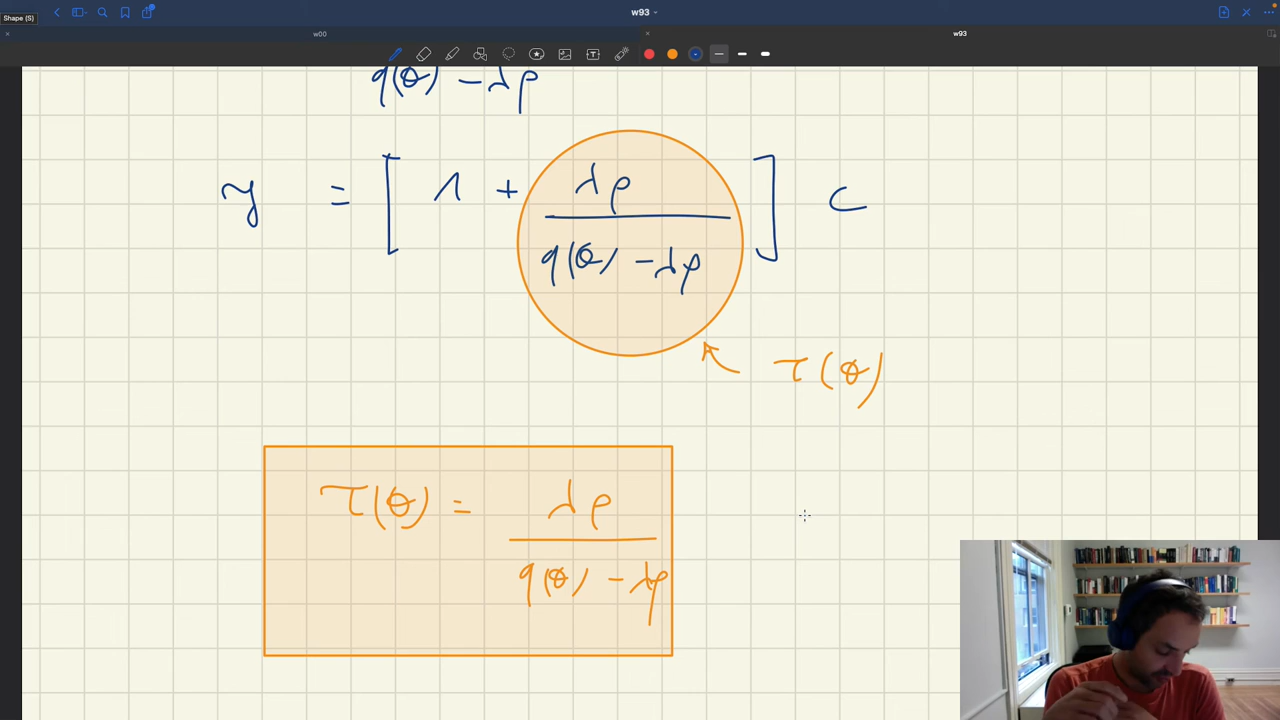 w93
Shape (S)
w00
w93
q(θ) − λρ
y = [ 1 + λρ / q(θ) − λρ ] c
τ(θ)
τ(θ) = λρ / q(θ) − λρ